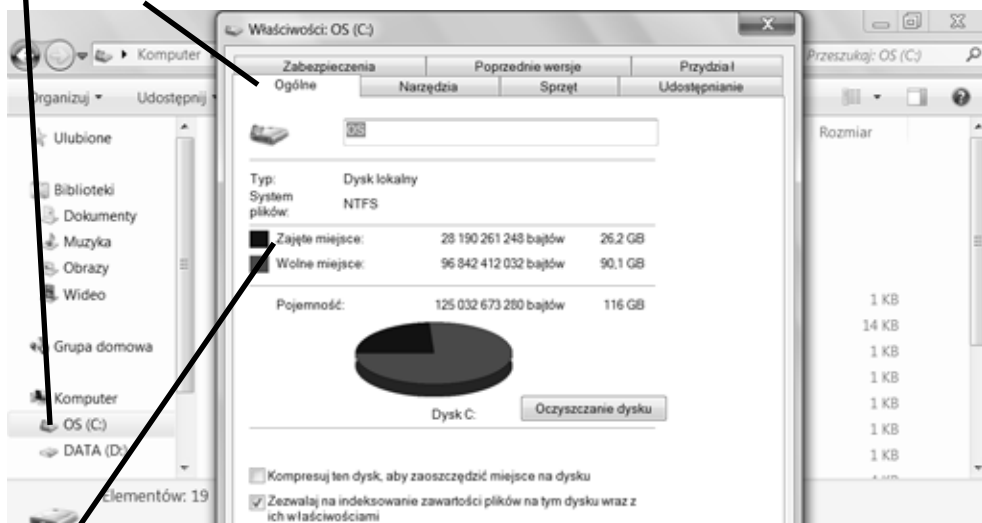 Właściwości: OS (C:)
Komputer
Przeszukaj: OS (C:)
Organizuj
Udostępnij
Zabezpieczenia
Poprzednie wersje
Przydział
Ogólne
Narzędzia
Sprzęt
Udostępnianie
Ulubione
Biblioteki
Dokumenty
Muzyka
Obrazy
Wideo
Grupa domowa
Komputer
OS (C:)
DATA (D:)
Elementów: 19
OS
Typ: Dysk lokalny
System plików: NTFS
Zajęte miejsce: 28 190 261 248 bajtów 26,2 GB
Wolne miejsce: 96 842 412 032 bajtów 90,1 GB
Pojemność: 125 032 673 280 bajtów 116 GB
Dysk C:
Oczyszczanie dysku
Kompresuj ten dysk, aby zaoszczędzić miejsce na dysku
Zezwalaj na indeksowanie zawartości plików na tym dysku wraz z
ich właściwościami
Rozmiar
1 KB
14 KB
1 KB
1 KB
1 KB
1 KB
1 KB